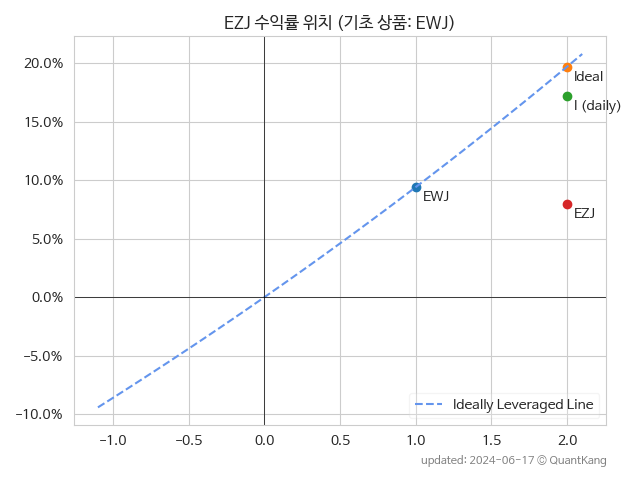 EZJ 수익률 위치 (기초 상품: EWJ)
20.0%
15.0%
10.0%
5.0%
0.0%
−5.0%
−10.0%
Ideal
I (daily)
EWJ
EZJ
Ideally Leveraged Line
−1.0
−0.5
0.0
0.5
1.0
1.5
2.0
updated: 2024-06-17 © QuantKang